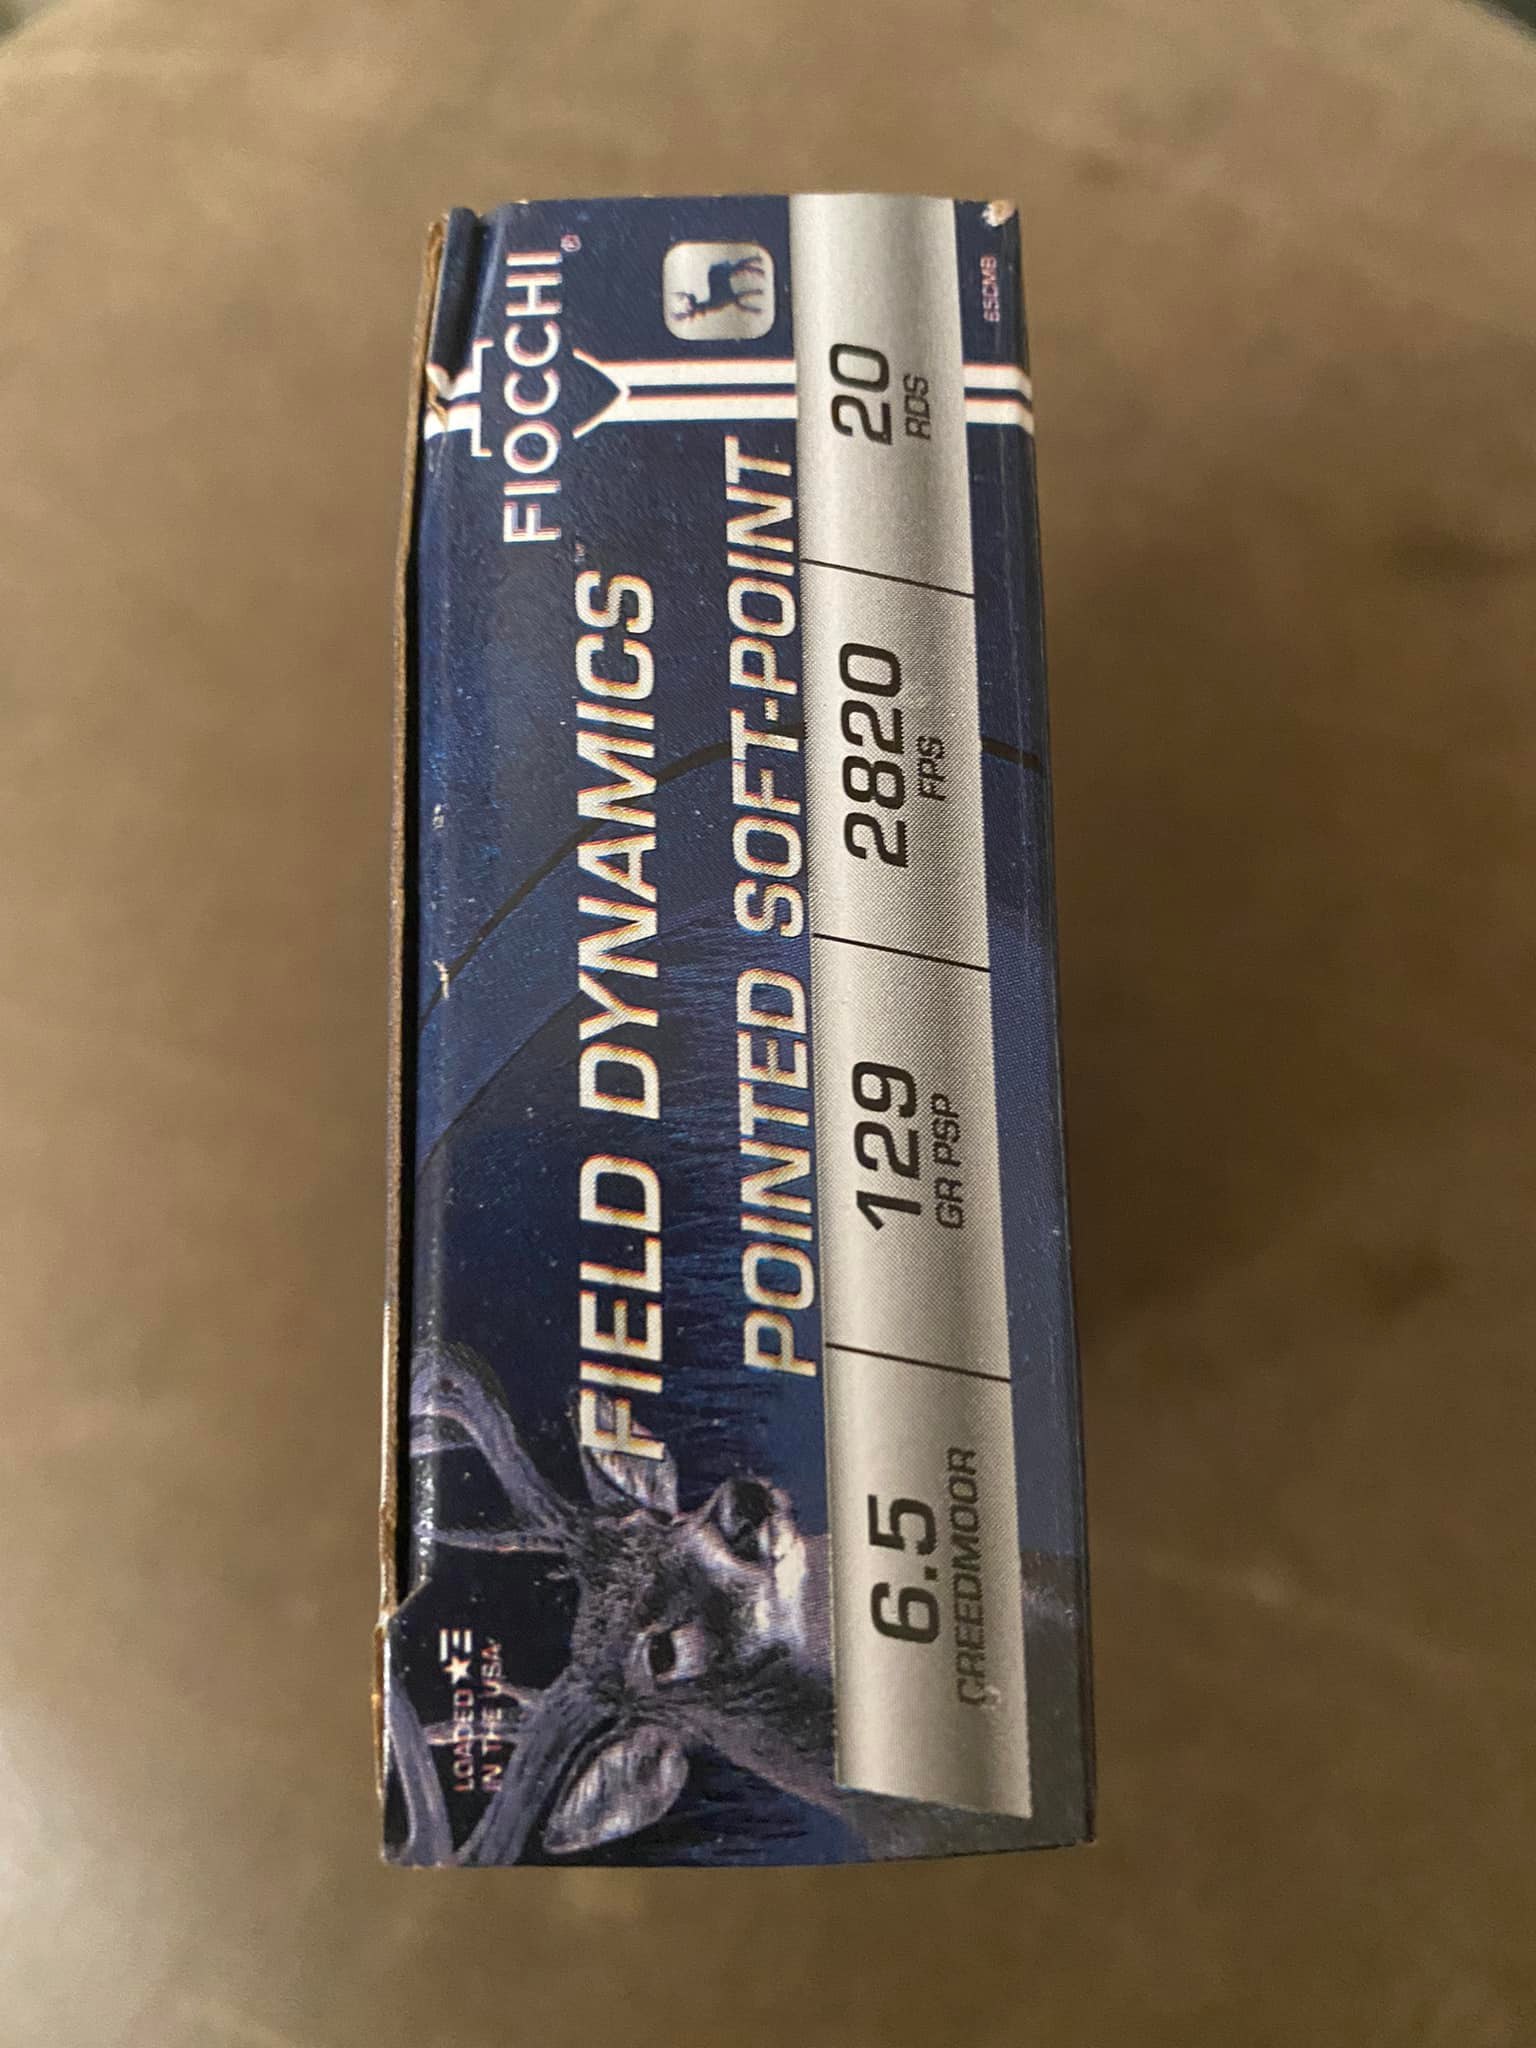 FIOCCHI®
LOADED
IN THE USA
FIELD DYNAMICS™
POINTED SOFT-POINT
6.5
CREEDMOOR
129
GR PSP
2820
FPS
20
RDS
65CMB